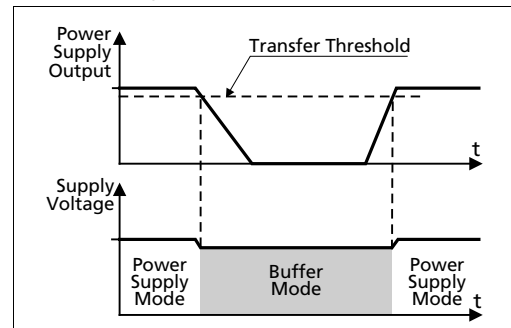 Power
Supply
Output
Transfer Threshold
t
Supply
Voltage
Power
Supply
Mode
Buffer
Mode
Power
Supply
Mode
t